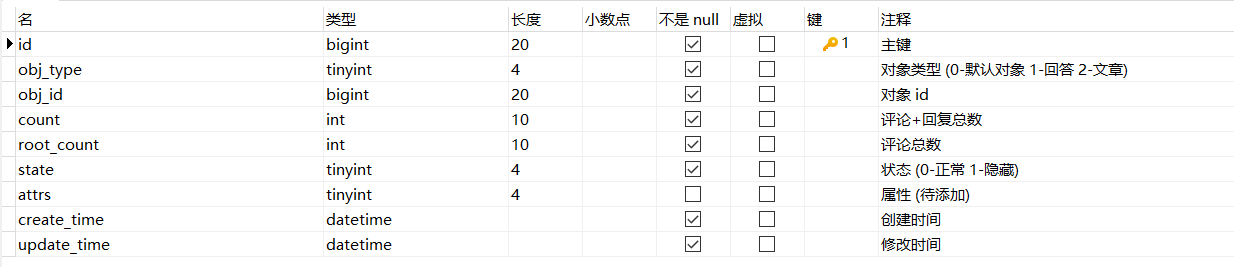 名 类型 长度 小数点 不是 null 虚拟 键 注释
id bigint 20 1 主键
obj_type tinyint 4 对象类型 (0-默认对象 1-回答 2-文章)
obj_id bigint 20 对象 id
count int 10 评论+回复总数
root_count int 10 评论总数
state tinyint 4 状态 (0-正常 1-隐藏)
attrs tinyint 4 属性 (待添加)
create_time datetime 创建时间
update_time datetime 修改时间